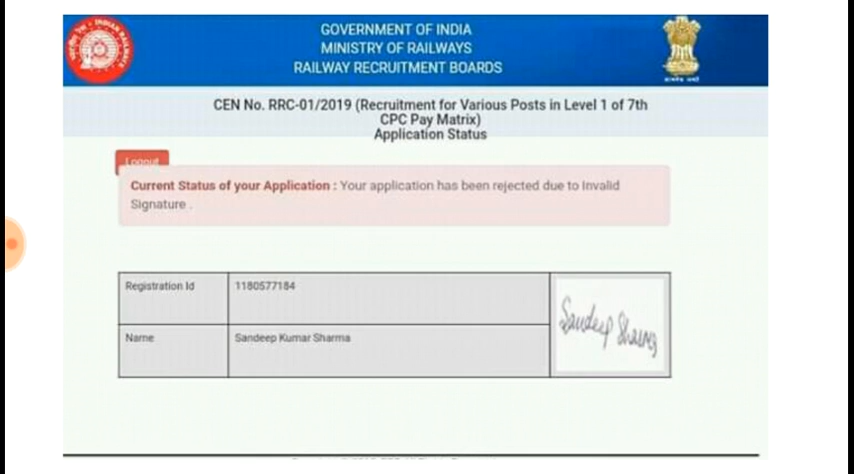 GOVERNMENT OF INDIA
MINISTRY OF RAILWAYS
RAILWAY RECRUITMENT BOARDS
CEN No. RRC-01/2019 (Recruitment for Various Posts in Level 1 of 7th
CPC Pay Matrix)
Application Status
Logout
Current Status of your Application : Your application has been rejected due to Invalid
Signature .
Registration Id 1180577184
Name Sandeep Kumar Sharma
Sandeep Sharma